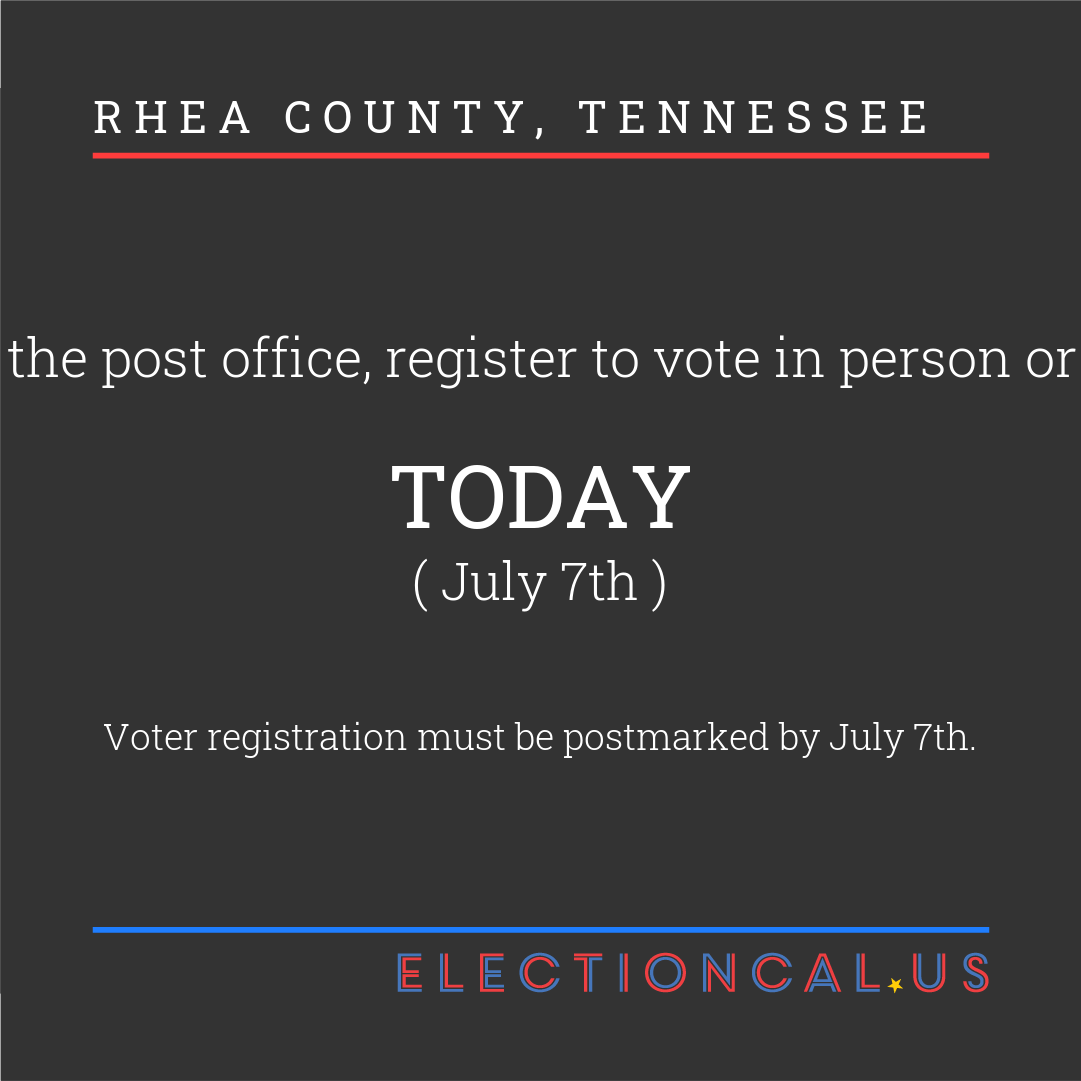 RHEA COUNTY, TENNESSEE
the post office, register to vote in person or
TODAY
( July 7th )
Voter registration must be postmarked by July 7th.
ELECTIONCAL.US